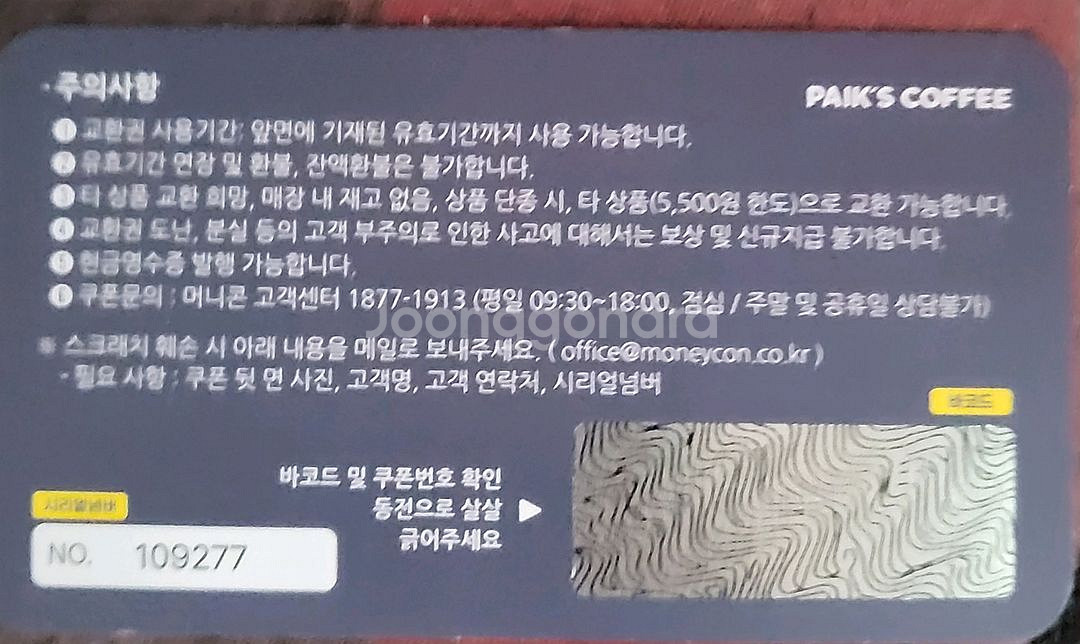 · 주의사항
PAIK'S COFFEE
❶ 교환권 사용기간: 앞면에 기재된 유효기간까지 사용 가능합니다.
❷ 유효기간 연장 및 환불, 잔액환불은 불가합니다.
❸ 타 상품 교환 희망, 매장 내 재고 없음, 상품 단종 시, 타 상품(5,500원 한도)으로 교환 가능합니다.
❹ 교환권 도난, 분실 등의 고객 부주의로 인한 사고에 대해서는 보상 및 신규지급 불가합니다.
❺ 현금영수증 발행 가능합니다.
❻ 쿠폰문의 : 머니콘 고객센터 1877-1913 (평일 09:30~18:00, 점심 / 주말 및 공휴일 상담불가)
Joonggonara
※ 스크래치 훼손 시 아래 내용을 메일로 보내주세요. ( office@moneycon.co.kr )
- 필요 사항 : 쿠폰 뒷 면 사진, 고객명, 고객 연락처, 시리얼넘버
바코드
바코드 및 쿠폰번호 확인
동전으로 살살 ▶
긁어주세요
시리얼넘버
NO. 109277